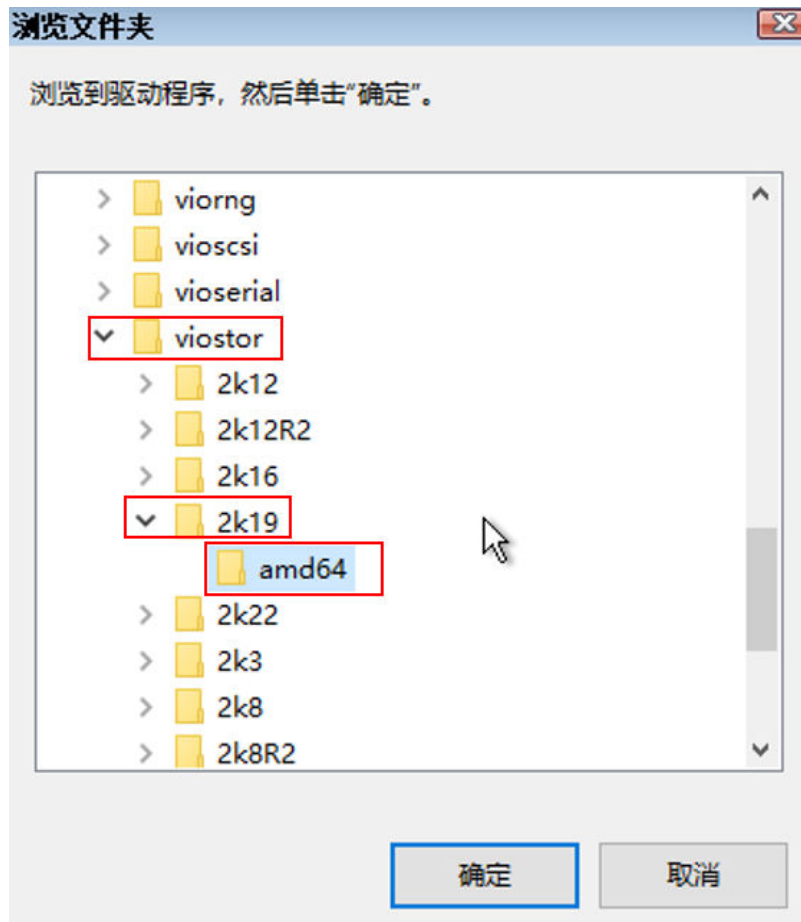 浏览文件夹
浏览到驱动程序，然后单击“确定”。
viorng
vioscsi
vioserial
viostor
2k12
2k12R2
2k16
2k19
amd64
2k22
2k3
2k8
2k8R2
确定 取消